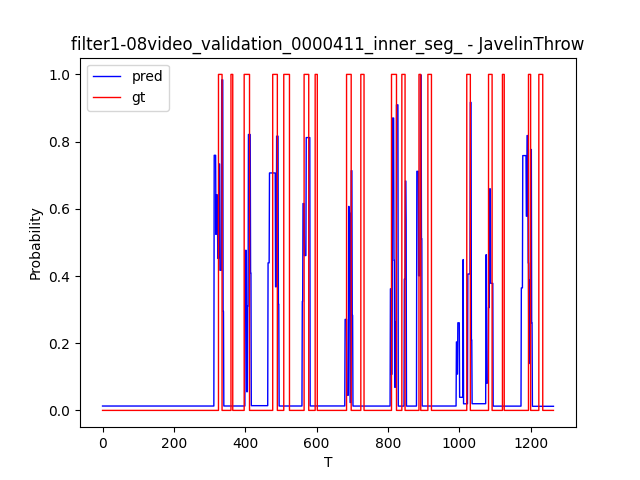 filter1-08video_validation_0000411_inner_seg_ - JavelinThrow
pred
gt
Probability
1.0
0.8
0.6
0.4
0.2
0.0
0 200 400 600 800 1000 1200
T